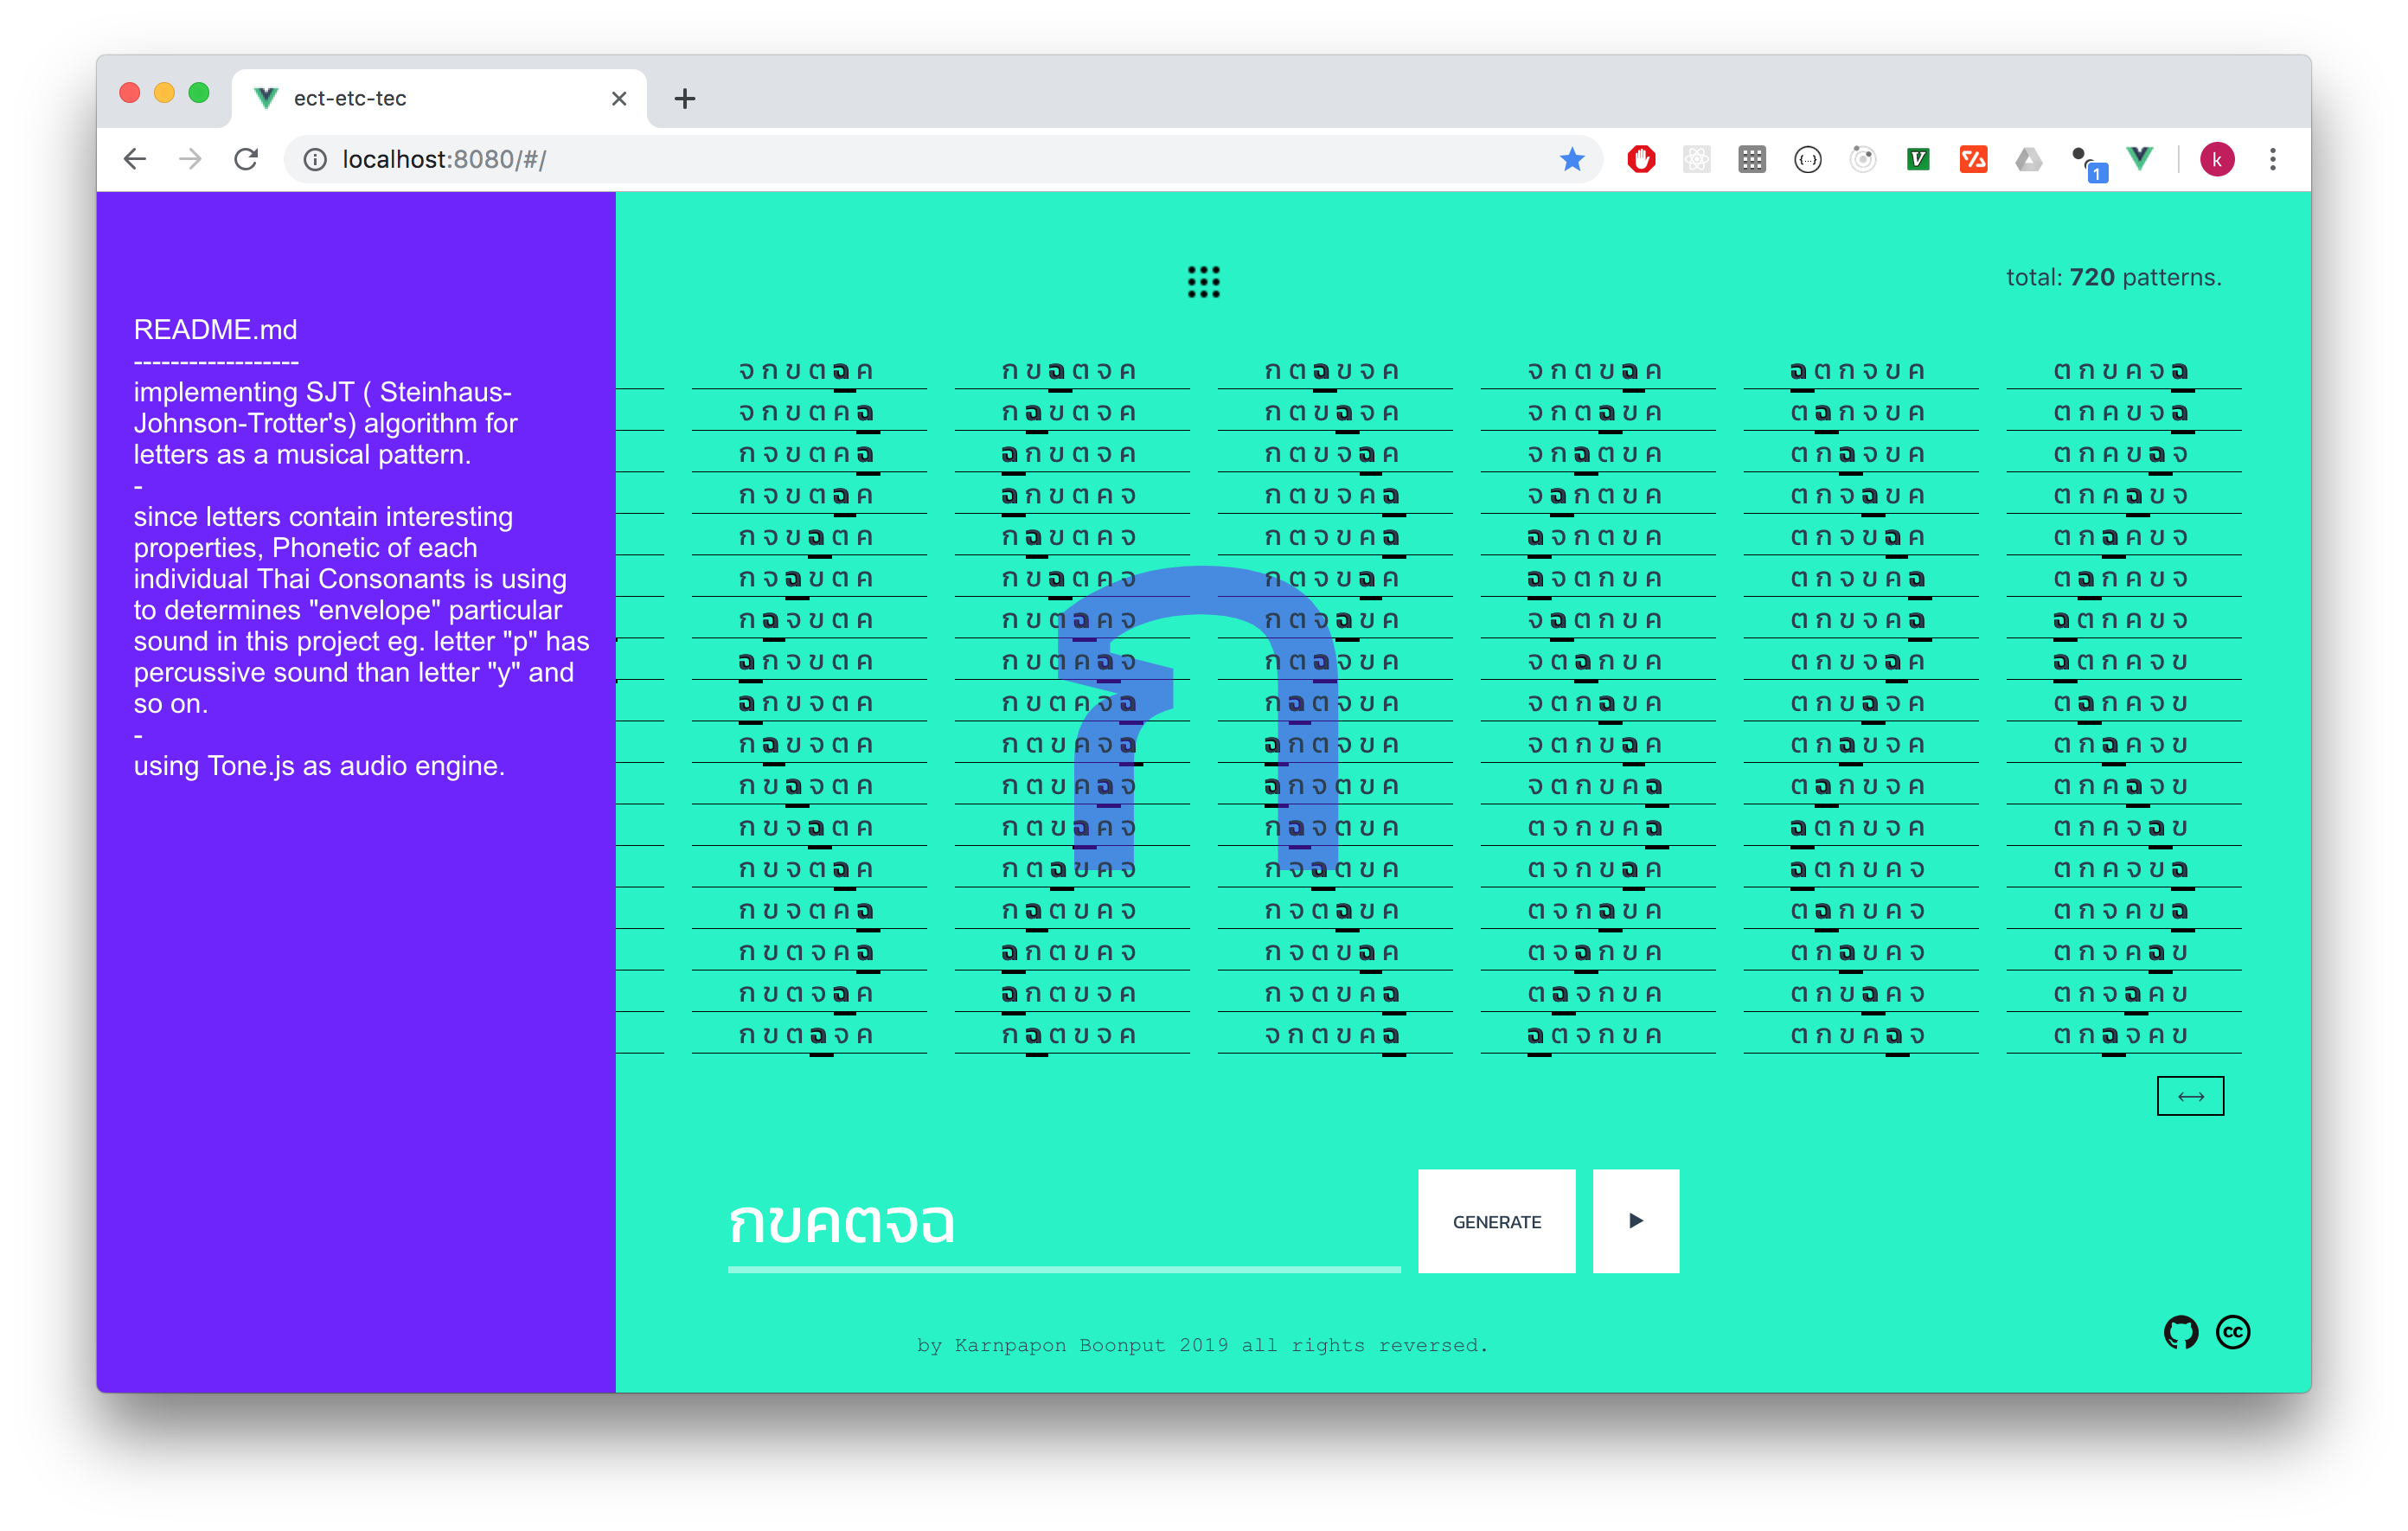 ect-etc-tec
localhost:8080/#/
1
k
README.md
------------------
implementing SJT ( Steinhaus-
Johnson-Trotter's) algorithm for
letters as a musical pattern.
-
since letters contain interesting
properties, Phonetic of each
individual Thai Consonants is using
to determines "envelope" particular
sound in this project eg. letter "p" has
percussive sound than letter "y" and
so on.
-
using Tone.js as audio engine.
total: 720 patterns.
จ ก ข ต ฉ ค
จ ก ข ต ค ฉ
ก จ ข ต ค ฉ
ก จ ข ต ฉ ค
ก จ ข ฉ ต ค
ก จ ฉ ข ต ค
ก ฉ จ ข ต ค
ฉ ก จ ข ต ค
ฉ ก ข จ ต ค
ก ฉ ข จ ต ค
ก ข ฉ จ ต ค
ก ข จ ฉ ต ค
ก ข จ ต ฉ ค
ก ข จ ต ค ฉ
ก ข ต จ ค ฉ
ก ข ต จ ฉ ค
ก ข ต ฉ จ ค
ก ข ฉ ต จ ค
ก ฉ ข ต จ ค
ฉ ก ข ต จ ค
ฉ ก ข ต ค จ
ก ฉ ข ต ค จ
ก ข ฉ ต ค จ
ก ข ต ฉ ค จ
ก ข ต ค ฉ จ
ก ข ต ค จ ฉ
ก ต ข ค จ ฉ
ก ต ข ค ฉ จ
ก ต ข ฉ ค จ
ก ต ฉ ข ค จ
ก ฉ ต ข ค จ
ฉ ก ต ข ค จ
ฉ ก ต ข จ ค
ก ฉ ต ข จ ค
ก ต ฉ ข จ ค
ก ต ข ฉ จ ค
ก ต ข จ ฉ ค
ก ต ข จ ค ฉ
ก ต จ ข ค ฉ
ก ต จ ข ฉ ค
ก ต จ ฉ ข ค
ก ต ฉ จ ข ค
ก ฉ ต จ ข ค
ฉ ก ต จ ข ค
ฉ ก จ ต ข ค
ก ฉ จ ต ข ค
ก จ ฉ ต ข ค
ก จ ต ฉ ข ค
ก จ ต ข ฉ ค
ก จ ต ข ค ฉ
จ ก ต ข ค ฉ
จ ก ต ข ฉ ค
จ ก ต ฉ ข ค
จ ก ฉ ต ข ค
จ ฉ ก ต ข ค
ฉ จ ก ต ข ค
ฉ จ ต ก ข ค
จ ฉ ต ก ข ค
จ ต ฉ ก ข ค
จ ต ก ฉ ข ค
จ ต ก ข ฉ ค
จ ต ก ข ค ฉ
ต จ ก ข ค ฉ
ต จ ก ข ฉ ค
ต จ ก ฉ ข ค
ต จ ฉ ก ข ค
ต ฉ จ ก ข ค
ฉ ต จ ก ข ค
ฉ ต ก จ ข ค
ต ฉ ก จ ข ค
ต ก ฉ จ ข ค
ต ก จ ฉ ข ค
ต ก จ ข ฉ ค
ต ก จ ข ค ฉ
ต ก ข จ ค ฉ
ต ก ข จ ฉ ค
ต ก ข ฉ จ ค
ต ก ฉ ข จ ค
ต ฉ ก ข จ ค
ฉ ต ก ข จ ค
ฉ ต ก ข ค จ
ต ฉ ก ข ค จ
ต ก ฉ ข ค จ
ต ก ข ฉ ค จ
ต ก ข ค ฉ จ
ต ก ข ค จ ฉ
ต ก ค ข จ ฉ
ต ก ค ข ฉ จ
ต ก ค ฉ ข จ
ต ก ฉ ค ข จ
ต ฉ ก ค ข จ
ฉ ต ก ค ข จ
ฉ ต ก ค จ ข
ต ฉ ก ค จ ข
ต ก ฉ ค จ ข
ต ก ค ฉ จ ข
ต ก ค จ ฉ ข
ต ก ค จ ข ฉ
ต ก จ ค ข ฉ
ต ก จ ค ฉ ข
ต ก จ ฉ ค ข
ต ก ฉ จ ค ข
ก
กขคตจฉ
GENERATE
by Karnpapon Boonput 2019 all rights reversed.
cc